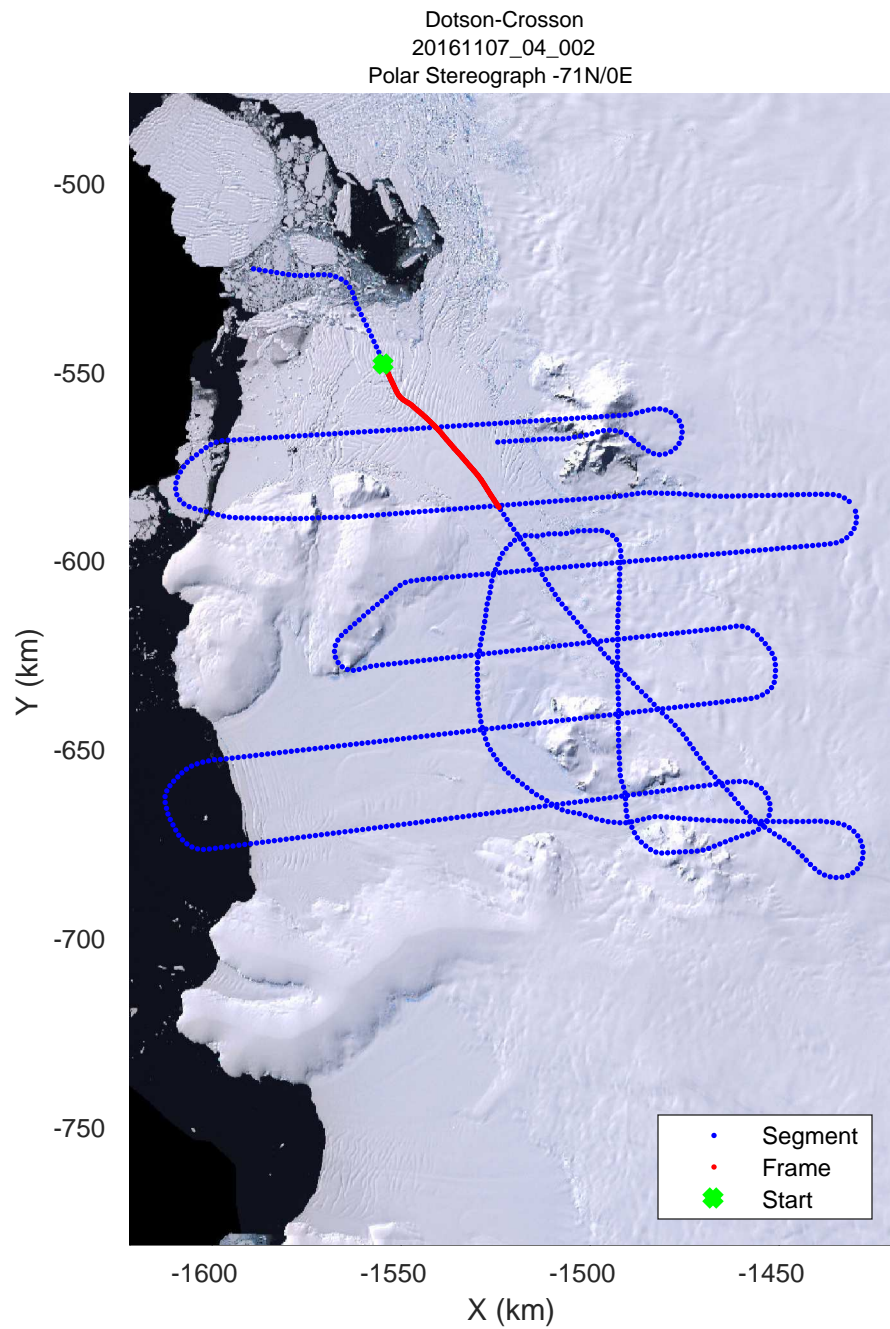 Dotson-Crosson
20161107_04_002
Polar Stereograph -71N/0E
-500
-550
-600
-650
-700
-750
Y (km)
-1600
-1550
-1500
-1450
X (km)
Segment
Frame
Start